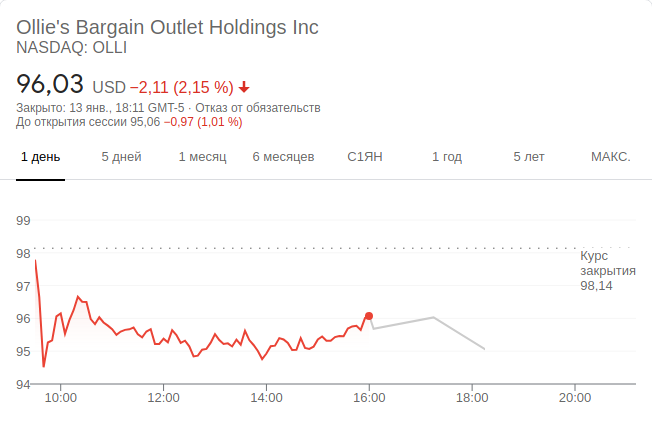 Ollie's Bargain Outlet Holdings Inc
NASDAQ: OLLI
96,03 USD −2,11 (2,15 %)
Закрыто: 13 янв., 18:11 GMT-5 · Отказ от обязательств
До открытия сессии 95,06 −0,97 (1,01 %)
1 день 5 дней 1 месяц 6 месяцев С1ЯН 1 год 5 лет МАКС.
99
98
Курс
закрытия
98,14
97
96
95
94
10:00 12:00 14:00 16:00 18:00 20:00